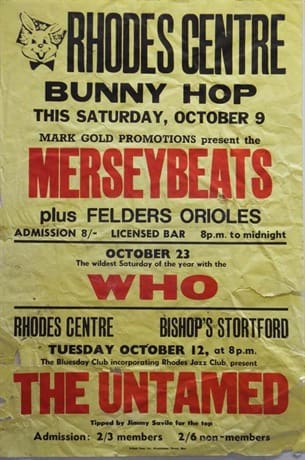 RHODES CENTRE
BUNNY HOP
THIS SATURDAY, OCTOBER 9
MARK GOLD PROMOTIONS present the
MERSEYBEATS
plus FELDERS ORIOLES
ADMISSION 8/- LICENSED BAR 8p.m. to midnight
OCTOBER 23
The wildest Saturday of the year with the
WHO
RHODES CENTRE BISHOP'S STORTFORD
TUESDAY OCTOBER 12, at 8p.m.
The Bluesday Club incorporating Rhodes Jazz Club, present
THE UNTAMED
Tipped by Jimmy Savile for the top
Admission: 2/3 members 2/6 non-members